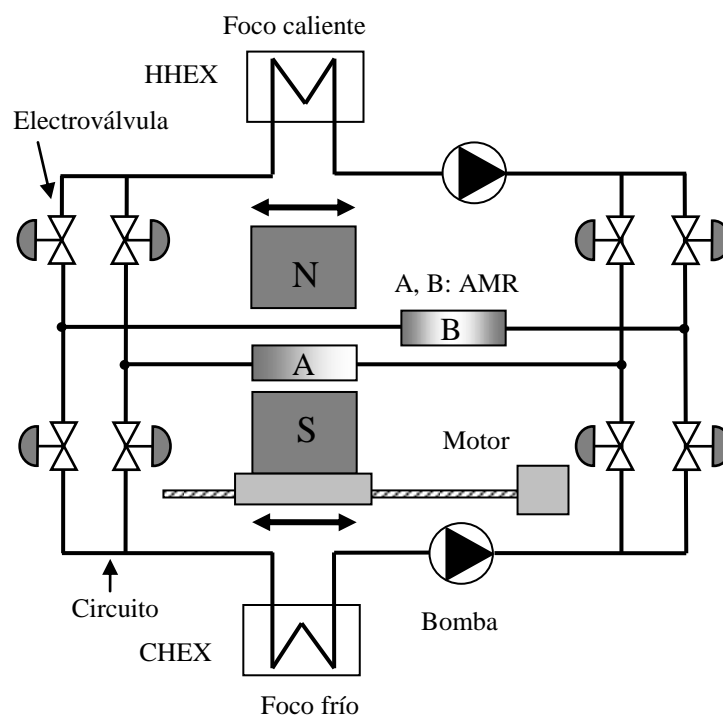 Foco caliente
HHEX
Electroválvula
N
A, B: AMR
B
A
S
Motor
Circuito
Bomba
CHEX
Foco frío